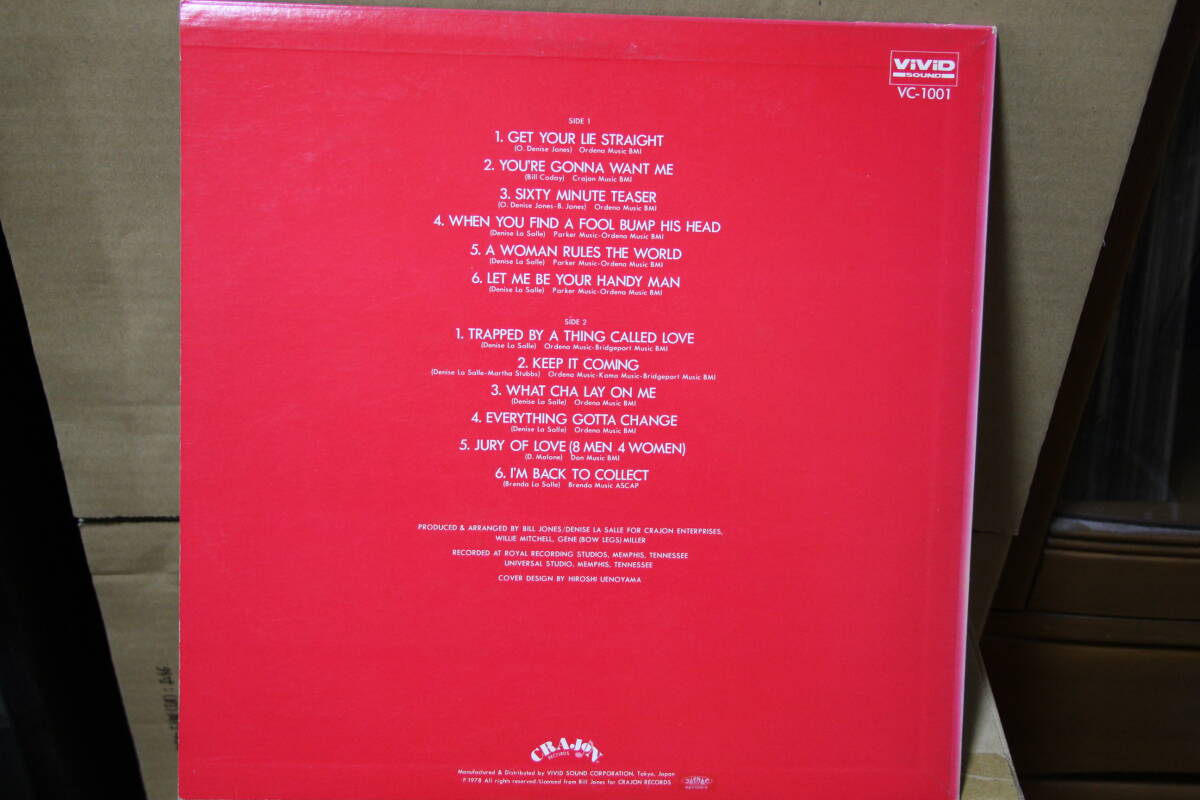 ViViD
SOUND
VC-1001
SIDE 1
1. GET YOUR LIE STRAIGHT
(O. Denise Jones) Ordena Music BMI
2. YOU'RE GONNA WANT ME
(Bill Coday) Crajon Music BMI
3. SIXTY MINUTE TEASER
(O. Denise Jones-B. Jones) Ordena Music BMI
4. WHEN YOU FIND A FOOL BUMP HIS HEAD
(Denise La Salle) Parker Music-Ordena Music BMI
5. A WOMAN RULES THE WORLD
(Denise La Salle) Parker Music-Ordena Music BMI
6. LET ME BE YOUR HANDY MAN
(Denise La Salle) Parker Music-Ordena Music BMI
SIDE 2
1. TRAPPED BY A THING CALLED LOVE
(Denise La Salle) Ordena Music-Bridgeport Music BMI
2. KEEP IT COMING
(Denise La Salle-Martha Stubbs) Ordena Music-Kama Music-Bridgeport Music BMI
3. WHAT CHA LAY ON ME
(Denise La Salle) Ordena Music BMI
4. EVERYTHING GOTTA CHANGE
(Denise La Salle) Ordena Music BMI
5. JURY OF LOVE (8 MEN 4 WOMEN)
(D. Malone) Don Music BMI
6. I'M BACK TO COLLECT
(Brenda La Salle) Brenda Music ASCAP
PRODUCED & ARRANGED BY BILL JONES/DENISE LA SALLE FOR CRAJON ENTERPRISES,
WILLIE MITCHELL, GENE (BOW LEGS) MILLER
RECORDED AT ROYAL RECORDING STUDIOS, MEMPHIS, TENNESSEE
UNIVERSAL STUDIO, MEMPHIS, TENNESSEE
COVER DESIGN BY HIROSHI UENOYAMA
CRAJON
RECORDS
Manufactured & Distributed by VIVID SOUND CORPORATION, Tokyo, Japan
℗1978 All rights reserved/Licensed from Bill Jones for CRAJON RECORDS